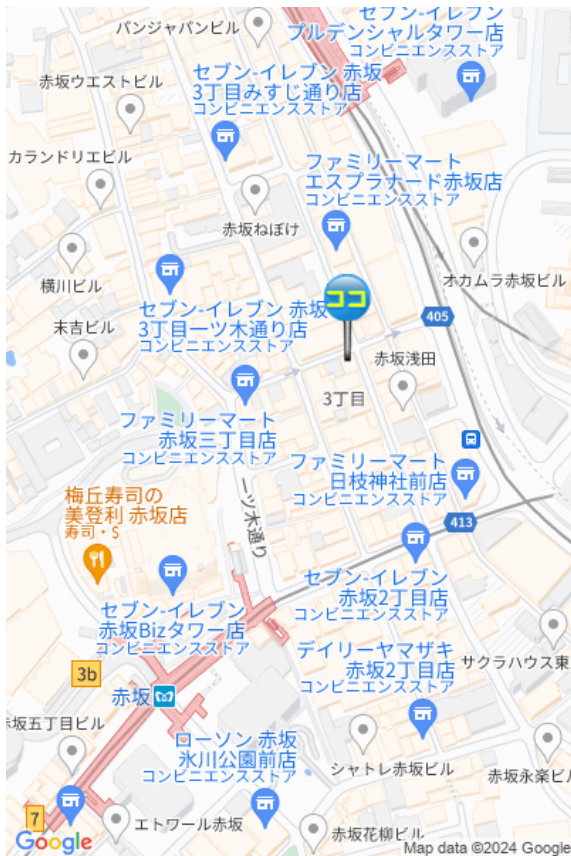 パンジャパンビル
セブン-イレブン
プルデンシャルタワー店
コンビニエンスストア
赤坂ウエストビル
セブン-イレブン 赤坂
3丁目みすじ通り店
コンビニエンスストア
カランドリエビル
ファミリーマート
エスプラナード赤坂店
コンビニエンスストア
赤坂ねぼけ
横川ビル
オカムラ赤坂ビル
ココ
セブン-イレブン 赤坂
3丁目一ツ木通り店
コンビニエンスストア
405
末吉ビル
赤坂浅田
3丁目
ファミリーマート
赤坂三丁目店
コンビニエンスストア
ファミリーマート
日枝神社前店
コンビニエンスストア
梅丘寿司の
美登利 赤坂店
寿司・$
一ツ木通り
413
セブン-イレブン
赤坂2丁目店
コンビニエンスストア
セブン-イレブン
赤坂Bizタワー店
コンビニエンスストア
デイリーヤマザキ
赤坂2丁目店
コンビニエンスストア
サクラハウス東
3b
赤坂
赤坂五丁目ビル
ローソン 赤坂
氷川公園前店
コンビニエンスストア
シャトレ赤坂ビル
赤坂永楽ビル
7
エトワール赤坂
赤坂花柳ビル
Google
Map data ©2024 Google